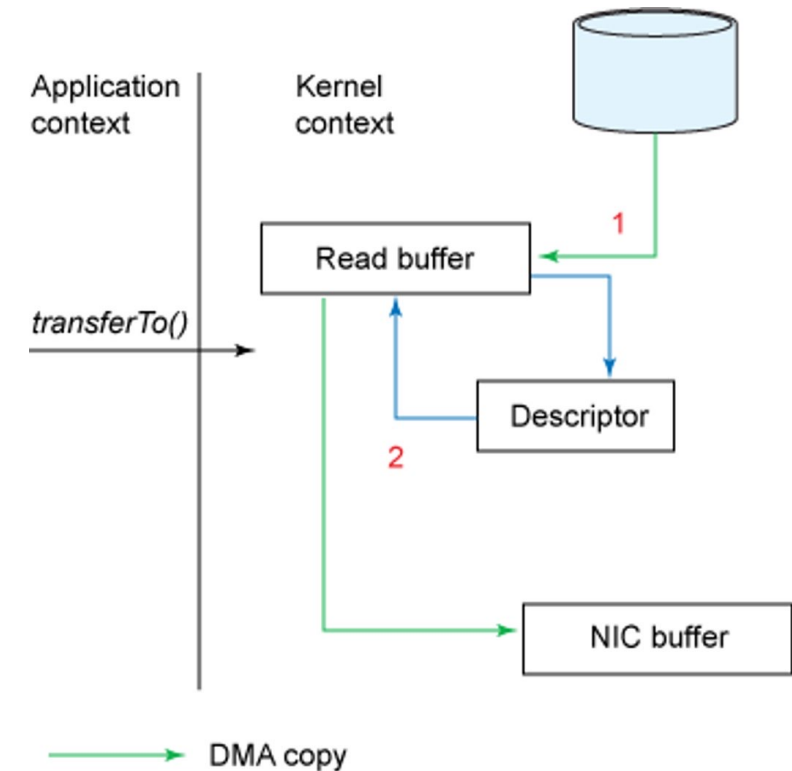 Application
context
Kernel
context
1
Read buffer
transferTo()
Descriptor
2
NIC buffer
DMA copy